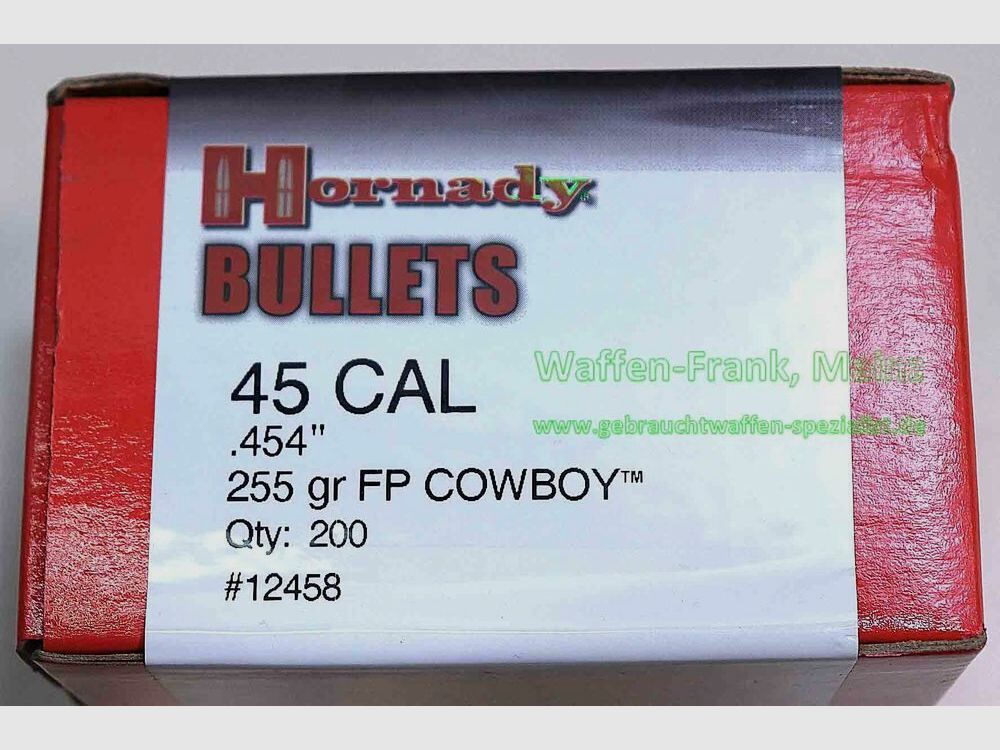 Hornady
BULLETS
45 CAL
.454"
255 gr FP COWBOY™
Qty: 200
#12458
Waffen-Frank, Mainz
www.gebrauchtwaffen-spezialist.de